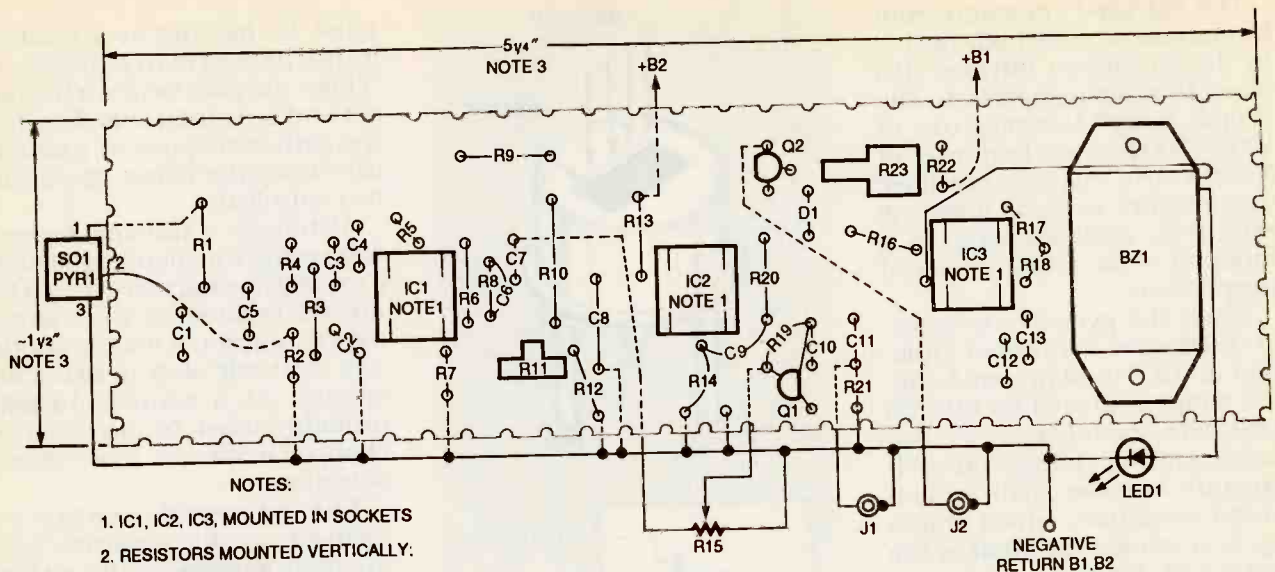 5 1/4"
NOTE 3
+B2
+B1
R9
Q2
R23
R22
R13
D1
1
SO1
PYR1
2
3
R1
R4
C3
C4
R5
R3
C5
C1
R2
C2
IC1
NOTE1
R6
R8
C6
C7
R10
C8
R7
R11
R12
IC2
NOTE 1
R20
R16
IC3
NOTE 1
R17
R18
BZ1
~1 1/2"
NOTE 3
C9
R19
C10
C11
R14
Q1
R21
C12
C13
R15
J1
J2
LED1
NEGATIVE
RETURN B1,B2
NOTES:
1. IC1, IC2, IC3, MOUNTED IN SOCKETS
2. RESISTORS MOUNTED VERTICALLY: